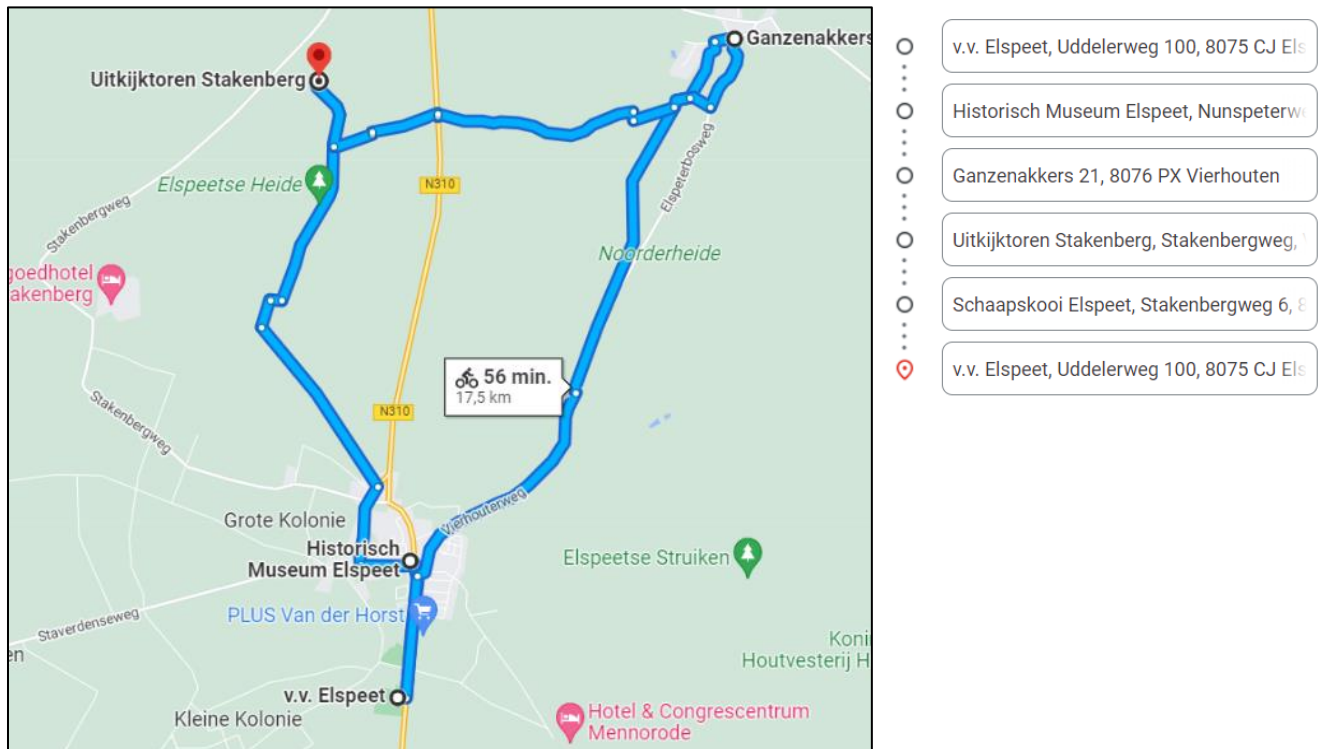 Ganzenakkers
Uitkijktoren Stakenberg
N310
Elspeterbosweg
Elspeetse Heide
Stakenbergweg
Noorderheide
goedhotel
akenberg
56 min.
17,5 km
N310
Stakenbergweg
Vierhouterweg
Grote Kolonie
Historisch
Museum Elspeet
Elspeetse Struiken
PLUS Van der Horst
Staverdenseweg
en
Koni
Houtvesterij H
v.v. Elspeet
Kleine Kolonie
Hotel & Congrescentrum
Mennorode
v.v. Elspeet, Uddelerweg 100, 8075 CJ Els
Historisch Museum Elspeet, Nunspeterw
Ganzenakkers 21, 8076 PX Vierhouten
Uitkijktoren Stakenberg, Stakenbergweg,
Schaapskooi Elspeet, Stakenbergweg 6, 8
v.v. Elspeet, Uddelerweg 100, 8075 CJ Els